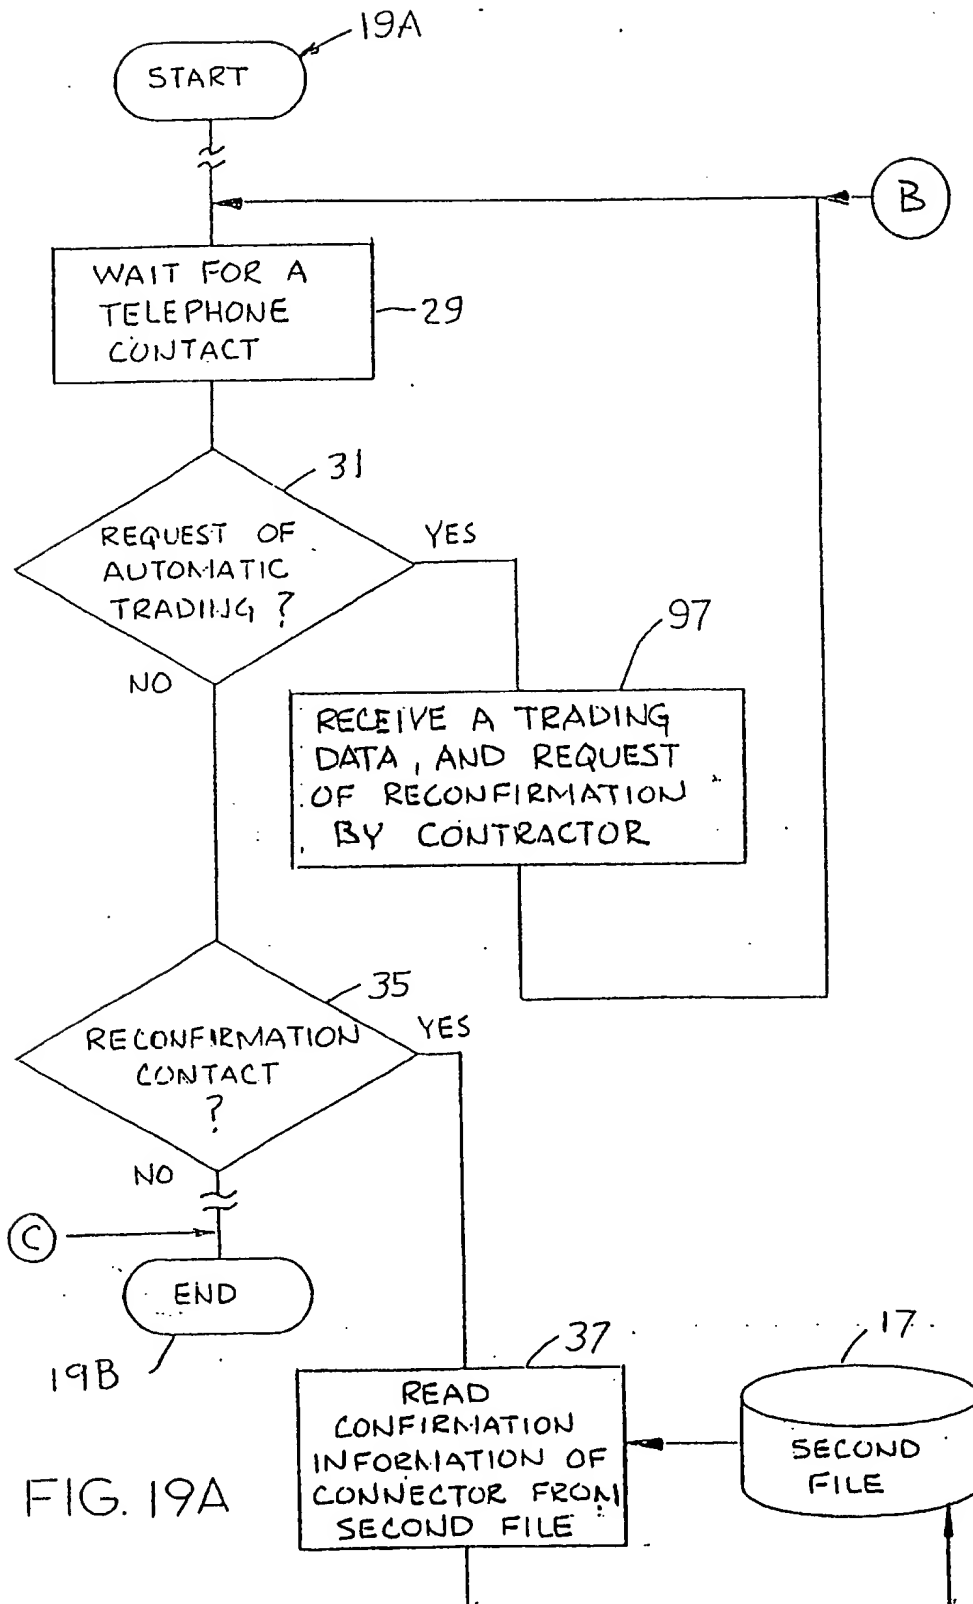 19A
START
B
WAIT FOR A
TELEPHONE
CONTACT
29
31
REQUEST OF
AUTOMATIC
TRADING ?
YES
NO
97
RECEIVE A TRADING
DATA, AND REQUEST
OF RECONFIRMATION
BY CONTRACTOR
35
RECONFIRMATION
CONTACT
?
YES
NO
C
END
19B
37
READ
CONFIRMATION
INFORMATION OF
CONNECTOR FROM
SECOND FILE
17
SECOND
FILE
FIG. 19A